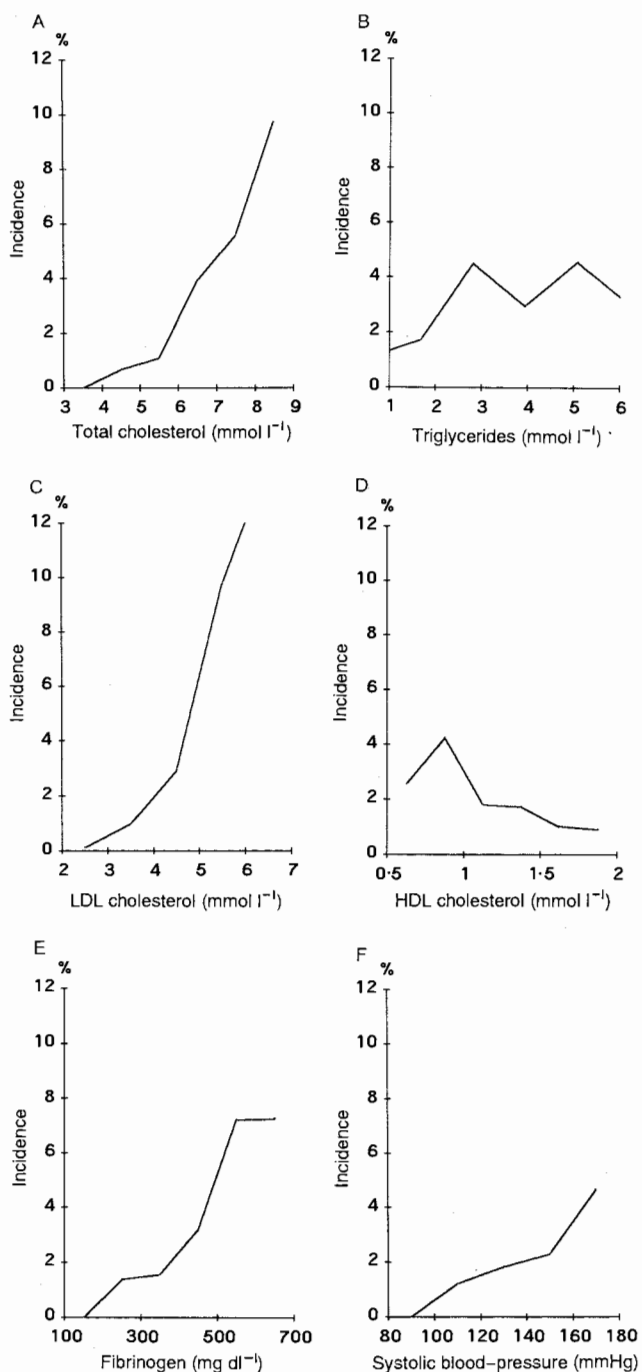 A
%
12
10
8
6
4
2
0
Incidence
3 4 5 6 7 8 9
Total cholesterol (mmol l⁻¹)
B
%
12
10
8
6
4
2
0
Incidence
1 2 3 4 5 6
Triglycerides (mmol l⁻¹)
C
%
12
10
8
6
4
2
0
Incidence
2 3 4 5 6 7
LDL cholesterol (mmol l⁻¹)
D
%
12
10
8
6
4
2
0
Incidence
0·5 1 1·5 2
HDL cholesterol (mmol l⁻¹)
E
%
12
10
8
6
4
2
0
Incidence
100 300 500 700
Fibrinogen (mg dl⁻¹)
F
%
12
10
8
6
4
2
0
Incidence
80 100 120 140 160 180
Systolic blood-pressure (mmHg)